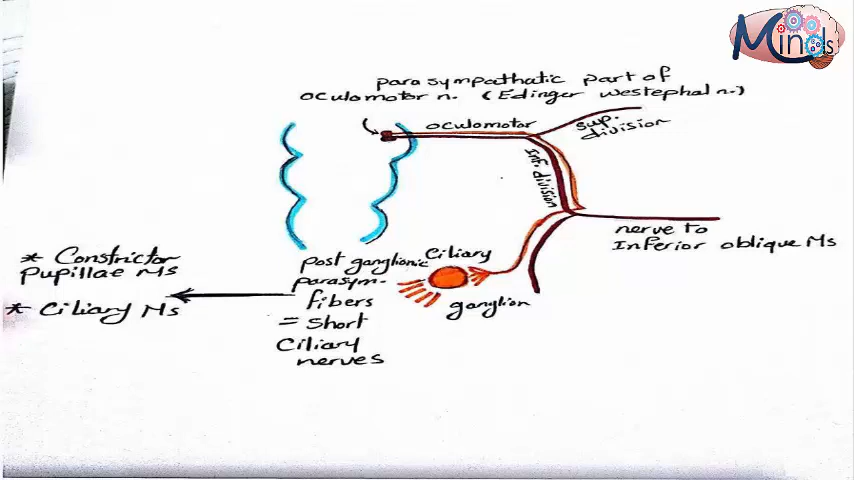 Minds
parasympathatic part of
oculomotor n. (Edinger westephal n.)
oculomotor
sup.
division
Inf. division
nerve to
Inferior oblique Ms
* Constrictor
Pupillae Ms
* Ciliary Ms
post ganglionic
parasym.
fibers
= short
Ciliary
nerves
Ciliary
ganglion